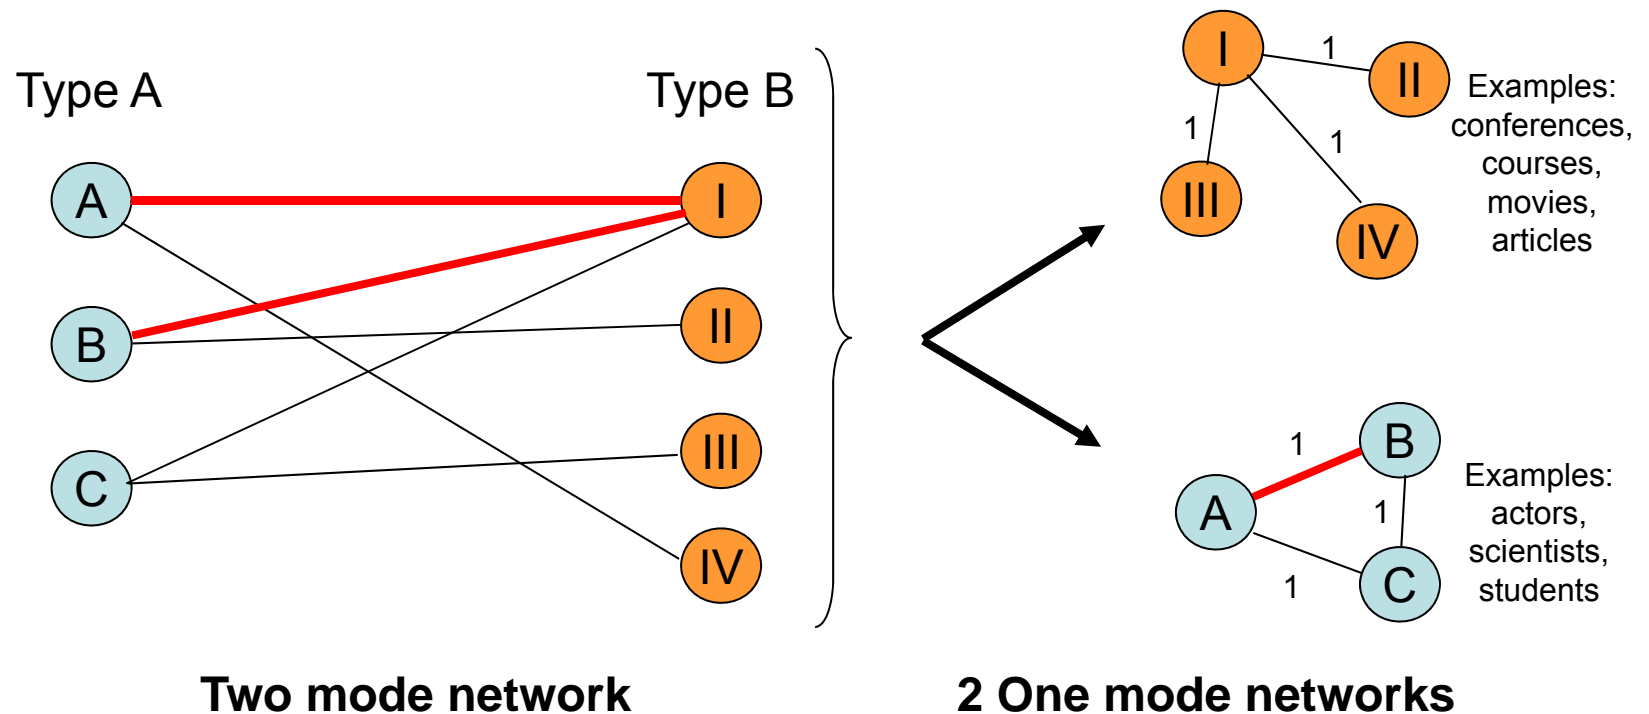 Type A
Type B
A
B
C
I
II
III
IV
Two mode network
I
II
III
IV
1
1
1
Examples:
conferences,
courses,
movies,
articles
A
B
C
1
1
1
Examples:
actors,
scientists,
students
2 One mode networks